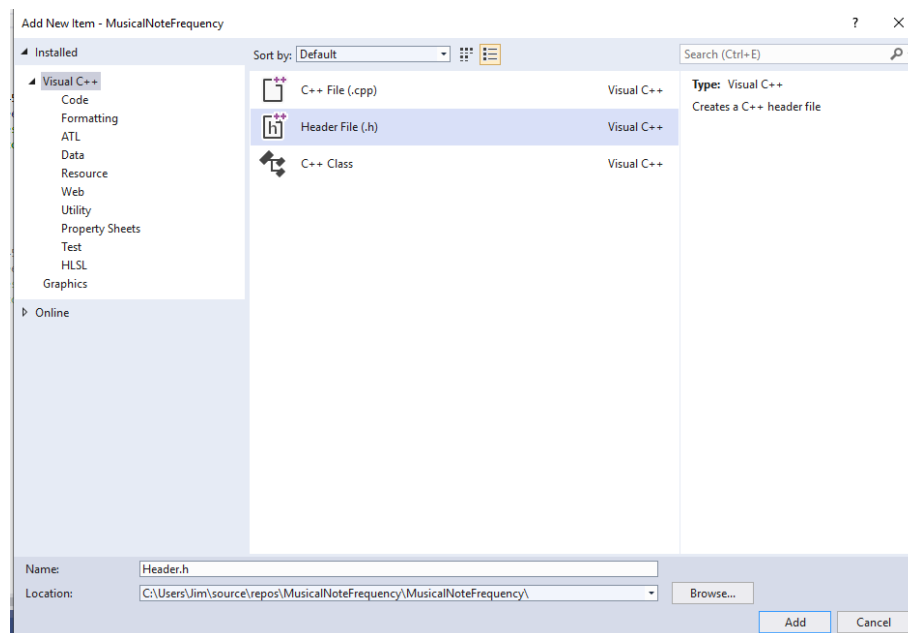 Add New Item - MusicalNoteFrequency
?
Installed
Sort by: Default
Search (Ctrl+E)
Visual C++
Code
Formatting
ATL
Data
Resource
Web
Utility
Property Sheets
Test
HLSL
Graphics
Online
C++ File (.cpp) Visual C++
Header File (.h) Visual C++
C++ Class Visual C++
Type: Visual C++
Creates a C++ header file
Name: Header.h
Location: C:\Users\Jim\source\repos\MusicalNoteFrequency\MusicalNoteFrequency\ Browse...
Add Cancel